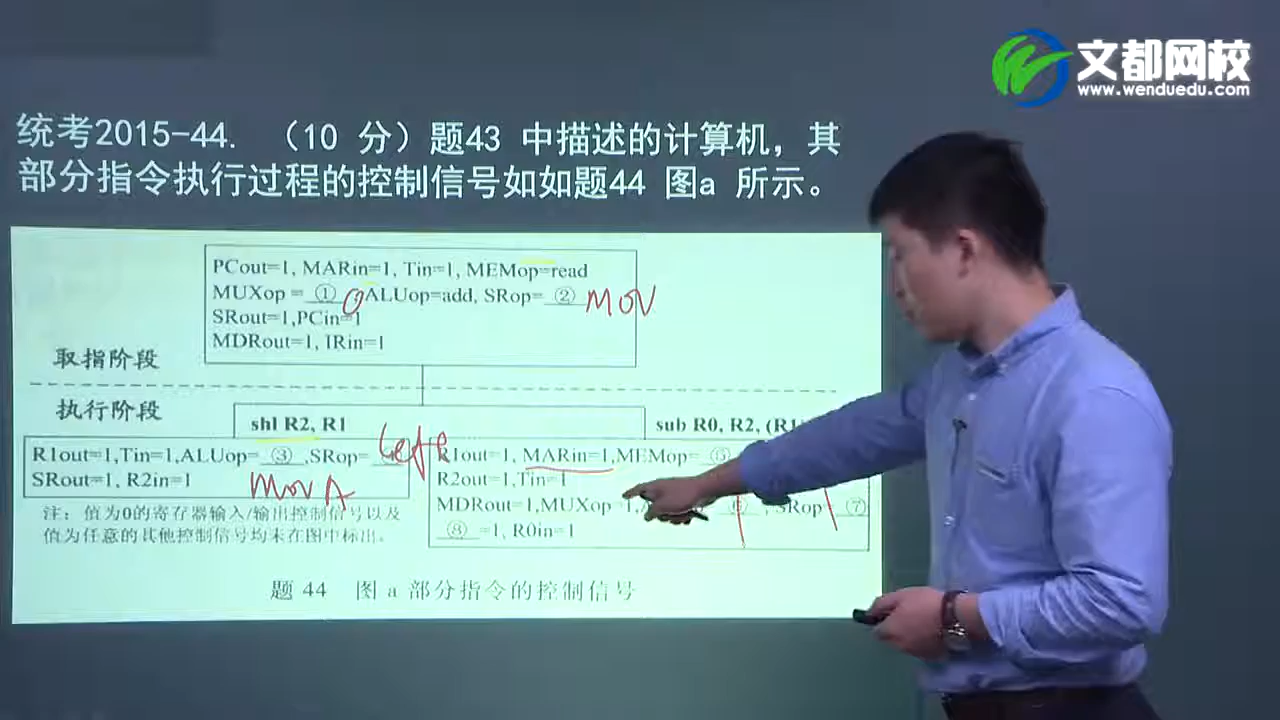 文都网校
www.wenduedu.com
统考2015-44. （10 分）题43 中描述的计算机，其
部分指令执行过程的控制信号如如题44 图a 所示。
PCout=1, MARin=1, Tin=1, MEMop=read
MUXop = ① 0 ALUop=add, SRop= ② mov
SRout=1,PCin=1
MDRout=1, IRin=1
取指阶段
执行阶段
shl R2, R1
sub R0, R2, (R1
R1out=1,Tin=1,ALUop= ③ ,SRop= left
SRout=1, R2in=1
movA
R1out=1, MARin=1,MEMop= ⑤
R2out=1,Tin=1
MDRout=1,MUXop =1, ⑥ , SRop ⑦
⑧ =1, R0in=1
注：值为0的寄存器输入/输出控制信号以及
值为任意的其他控制信号均未在图中标出。
题 44 图 a 部分指令的控制信号